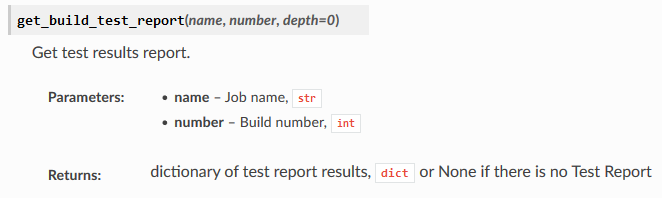 get_build_test_report(name, number, depth=0)
Get test results report.
Parameters:
• name – Job name, str
• number – Build number, int
Returns: dictionary of test report results, dict or None if there is no Test Report